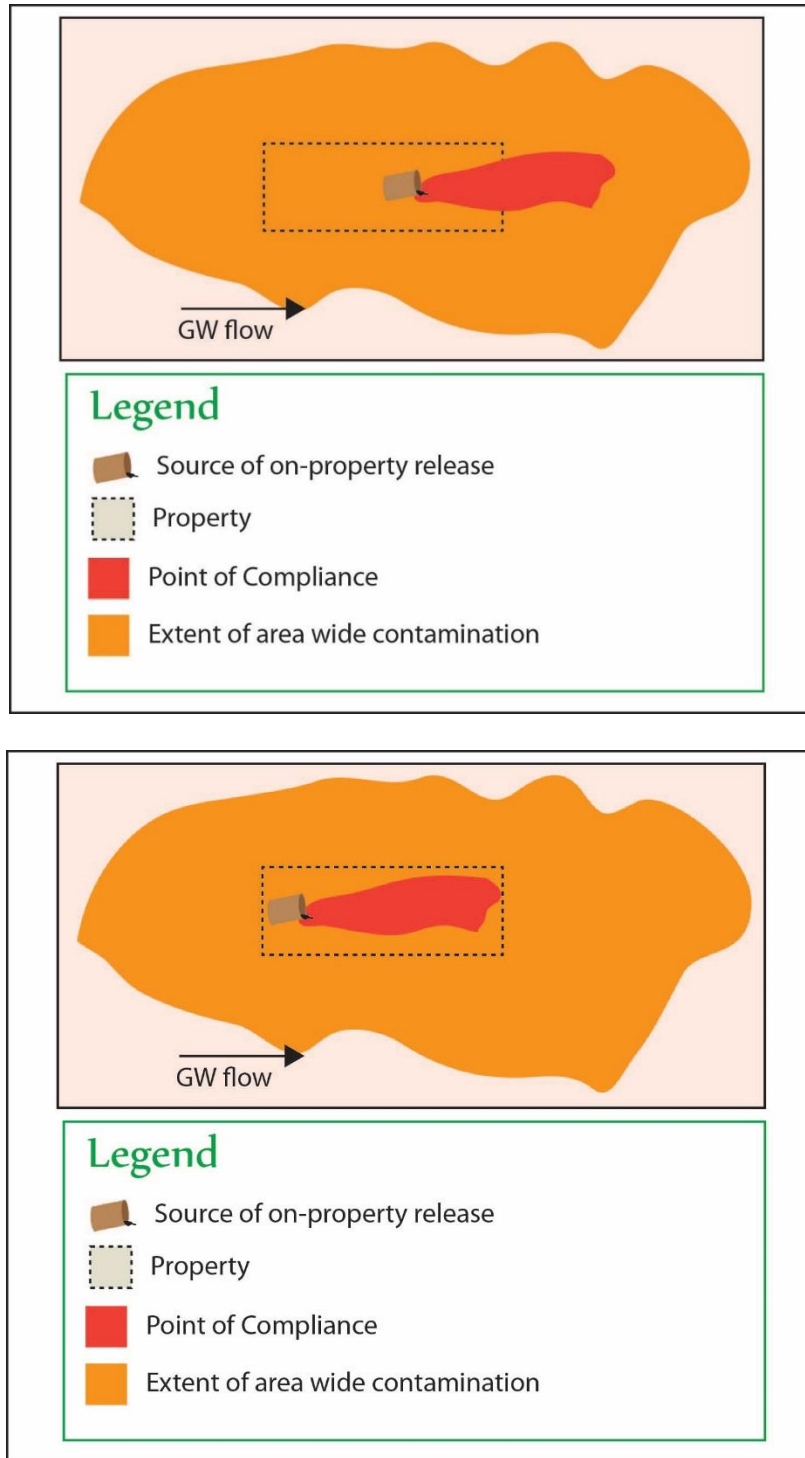 GW flow
Legend
Source of on-property release
Property
Point of Compliance
Extent of area wide contamination
GW flow
Legend
Source of on-property release
Property
Point of Compliance
Extent of area wide contamination